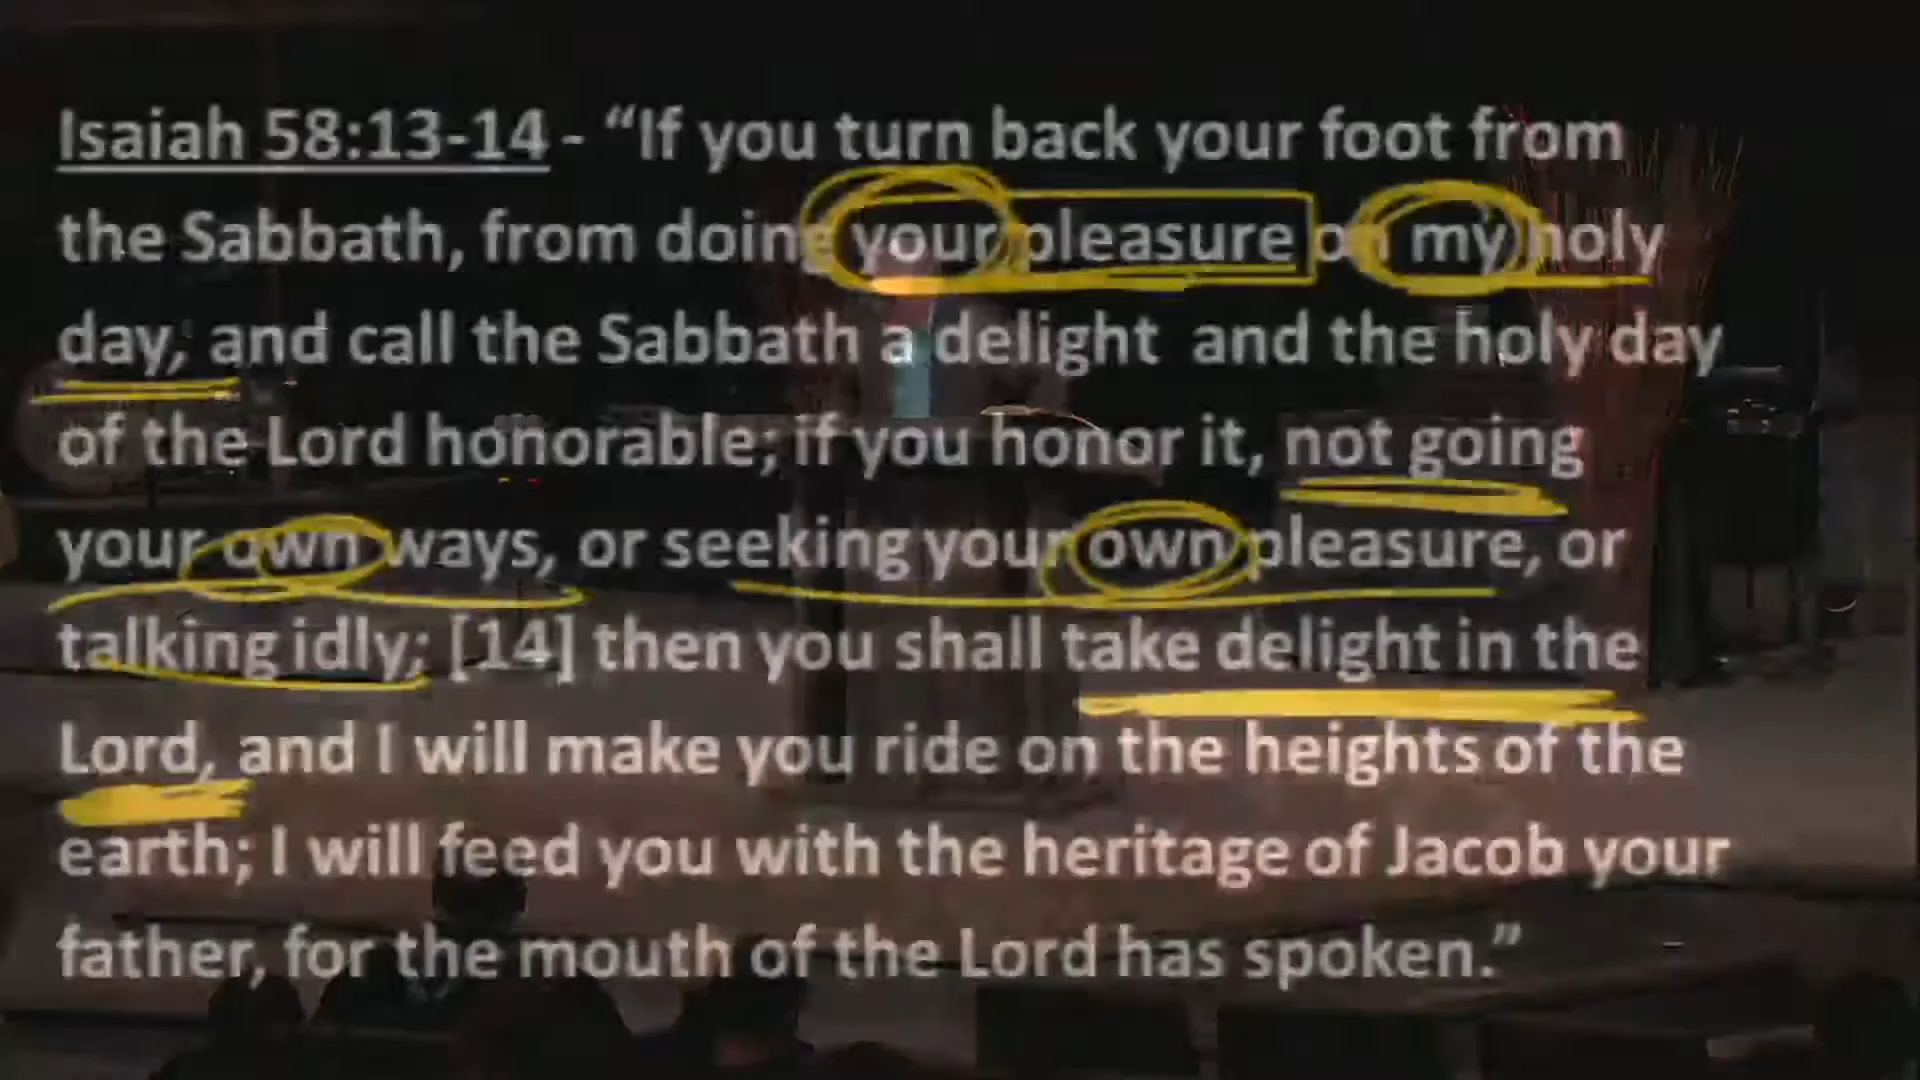 Isaiah 58:13-14 - “If you turn back your foot from
the Sabbath, from doing your pleasure on my holy
day, and call the Sabbath a delight and the holy day
of the Lord honorable; if you honor it, not going
your own ways, or seeking your own pleasure, or
talking idly; [14] then you shall take delight in the
Lord, and I will make you ride on the heights of the
earth; I will feed you with the heritage of Jacob your
father, for the mouth of the Lord has spoken.”